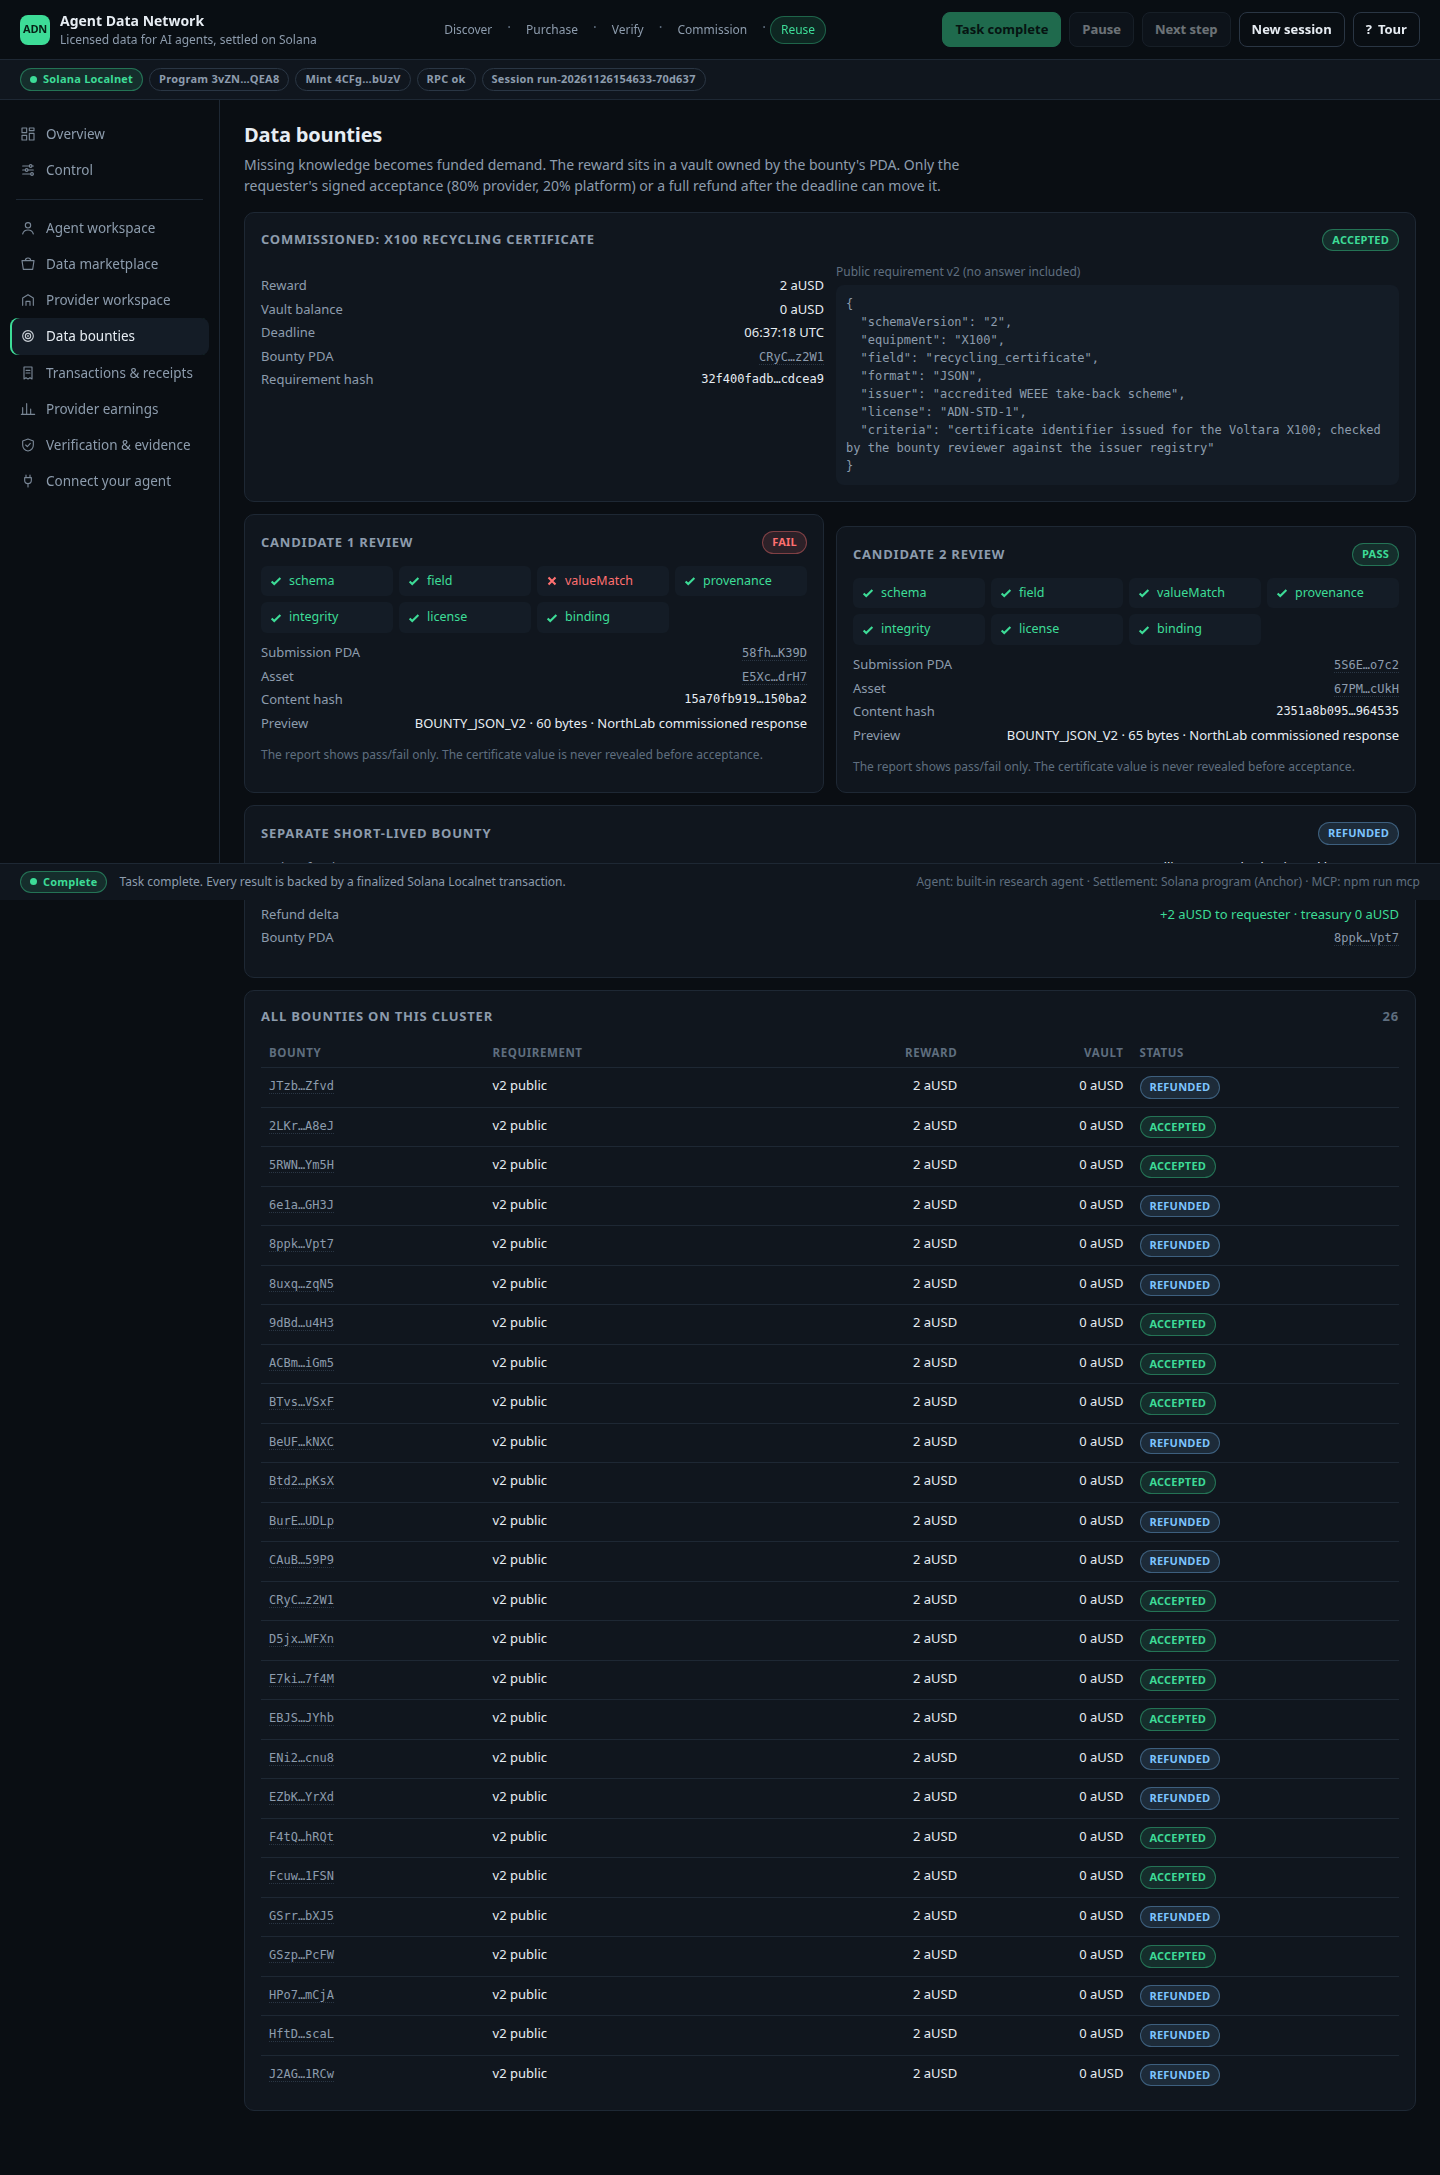 ADN
Agent Data Network
Licensed data for AI agents, settled on Solana
Discover · Purchase · Verify · Commission · Reuse
Task complete
Pause
Next step
New session
? Tour
Solana Localnet
Program 3vZN…QEA8
Mint 4CFg…bUzV
RPC ok
Session run-20261126154633-70d637
Overview
Control
Agent workspace
Data marketplace
Provider workspace
Data bounties
Transactions & receipts
Provider earnings
Verification & evidence
Connect your agent
Data bounties
Missing knowledge becomes funded demand. The reward sits in a vault owned by the bounty's PDA. Only the
requester's signed acceptance (80% provider, 20% platform) or a full refund after the deadline can move it.
COMMISSIONED: X100 RECYCLING CERTIFICATE
ACCEPTED
Reward 2 aUSD
Vault balance 0 aUSD
Deadline 06:37:18 UTC
Bounty PDA CRyC…z2W1
Requirement hash 32f400fadb…cdcea9
Public requirement v2 (no answer included)
{
"schemaVersion": "2",
"equipment": "X100",
"field": "recycling_certificate",
"format": "JSON",
"issuer": "accredited WEEE take-back scheme",
"license": "ADN-STD-1",
"criteria": "certificate identifier issued for the Voltara X100; checked
by the bounty reviewer against the issuer registry"
}
CANDIDATE 1 REVIEW
FAIL
✓ schema ✓ field ✗ valueMatch ✓ provenance
✓ integrity ✓ license ✓ binding
Submission PDA 58fh…K39D
Asset E5Xc…drH7
Content hash 15a70fb919…150ba2
Preview BOUNTY_JSON_V2 · 60 bytes · NorthLab commissioned response
The report shows pass/fail only. The certificate value is never revealed before acceptance.
CANDIDATE 2 REVIEW
PASS
✓ schema ✓ field ✓ valueMatch ✓ provenance
✓ integrity ✓ license ✓ binding
Submission PDA 5S6E…o7c2
Asset 67PM…cUkH
Content hash 2351a8b095…964535
Preview BOUNTY_JSON_V2 · 65 bytes · NorthLab commissioned response
The report shows pass/fail only. The certificate value is never revealed before acceptance.
SEPARATE SHORT-LIVED BOUNTY
REFUNDED
Complete
Task complete. Every result is backed by a finalized Solana Localnet transaction.
Agent: built-in research agent · Settlement: Solana program (Anchor) · MCP: npm run mcp
Refund delta +2 aUSD to requester · treasury 0 aUSD
Bounty PDA 8ppk…Vpt7
ALL BOUNTIES ON THIS CLUSTER 26
BOUNTY REQUIREMENT REWARD VAULT STATUS
JTzb…Zfvd v2 public 2 aUSD 0 aUSD REFUNDED
2LKr…A8eJ v2 public 2 aUSD 0 aUSD ACCEPTED
5RWN…Ym5H v2 public 2 aUSD 0 aUSD ACCEPTED
6e1a…GH3J v2 public 2 aUSD 0 aUSD REFUNDED
8ppk…Vpt7 v2 public 2 aUSD 0 aUSD REFUNDED
8uxq…zqN5 v2 public 2 aUSD 0 aUSD REFUNDED
9dBd…u4H3 v2 public 2 aUSD 0 aUSD ACCEPTED
ACBm…iGm5 v2 public 2 aUSD 0 aUSD ACCEPTED
BTvs…VSxF v2 public 2 aUSD 0 aUSD ACCEPTED
BeUF…kNXC v2 public 2 aUSD 0 aUSD REFUNDED
Btd2…pKsX v2 public 2 aUSD 0 aUSD ACCEPTED
BurE…UDLp v2 public 2 aUSD 0 aUSD REFUNDED
CAuB…59P9 v2 public 2 aUSD 0 aUSD REFUNDED
CRyC…z2W1 v2 public 2 aUSD 0 aUSD ACCEPTED
D5jx…WFXn v2 public 2 aUSD 0 aUSD ACCEPTED
E7ki…7f4M v2 public 2 aUSD 0 aUSD ACCEPTED
EBJS…JYhb v2 public 2 aUSD 0 aUSD ACCEPTED
ENi2…cnu8 v2 public 2 aUSD 0 aUSD REFUNDED
EZbK…YrXd v2 public 2 aUSD 0 aUSD REFUNDED
F4tQ…hRQt v2 public 2 aUSD 0 aUSD ACCEPTED
Fcuw…1FSN v2 public 2 aUSD 0 aUSD ACCEPTED
GSrr…bXJ5 v2 public 2 aUSD 0 aUSD REFUNDED
GSzp…PcFW v2 public 2 aUSD 0 aUSD ACCEPTED
HPo7…mCjA v2 public 2 aUSD 0 aUSD REFUNDED
HftD…scaL v2 public 2 aUSD 0 aUSD REFUNDED
J2AG…1RCw v2 public 2 aUSD 0 aUSD REFUNDED